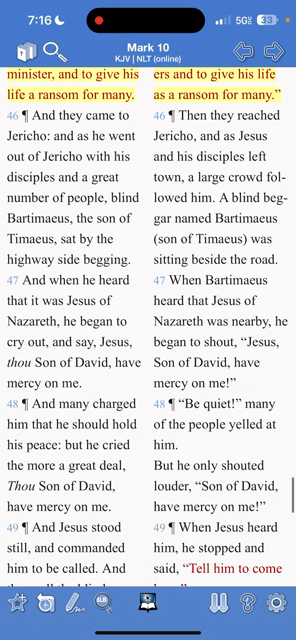 7:16
5GE 33
Mark 10
KJV | NLT (online)
minister, and to give his
life a ransom for many.
46 ¶ And they came to
Jericho: and as he went
out of Jericho with his
disciples and a great
number of people, blind
Bartimaeus, the son of
Timaeus, sat by the
highway side begging.
47 And when he heard
that it was Jesus of
Nazareth, he began to
cry out, and say, Jesus,
thou Son of David, have
mercy on me.
48 ¶ And many charged
him that he should hold
his peace: but he cried
the more a great deal,
Thou Son of David,
have mercy on me.
49 ¶ And Jesus stood
still, and commanded
him to be called. And
ers and to give his life
as a ransom for many.”
46 ¶ Then they reached
Jericho, and as Jesus
and his disciples left
town, a large crowd fol-
lowed him. A blind beg-
gar named Bartimaeus
(son of Timaeus) was
sitting beside the road.
47 When Bartimaeus
heard that Jesus of
Nazareth was nearby, he
began to shout, “Jesus,
Son of David, have
mercy on me!”
48 ¶ “Be quiet!” many
of the people yelled at
him.
But he only shouted
louder, “Son of David,
have mercy on me!”
49 ¶ When Jesus heard
him, he stopped and
said, “Tell him to come